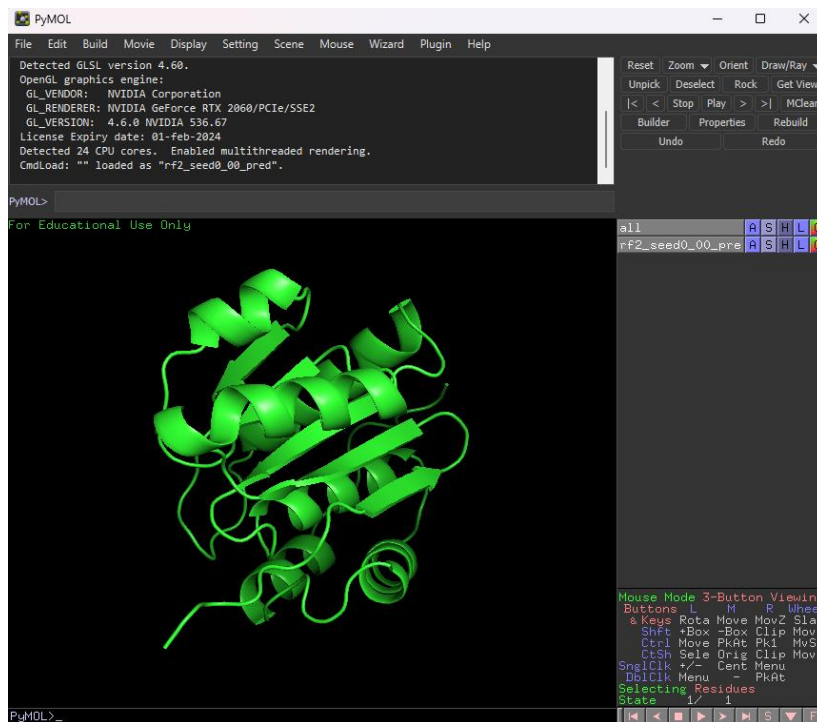 PyMOL
File Edit Build Movie Display Setting Scene Mouse Wizard Plugin Help
Detected GLSL version 4.60.
OpenGL graphics engine:
GL_VENDOR: NVIDIA Corporation
GL_RENDERER: NVIDIA GeForce RTX 2060/PCIe/SSE2
GL_VERSION: 4.6.0 NVIDIA 536.67
License Expiry date: 01-feb-2024
Detected 24 CPU cores. Enabled multithreaded rendering.
CmdLoad: "" loaded as "rf2_seed0_00_pred".
PyMOL>
Reset Zoom Orient Draw/Ray
Unpick Deselect Rock Get View
|< < Stop Play > >| MClear
Builder Properties Rebuild
Undo Redo
For Educational Use Only
all A S H L
rf2_seed0_00_pre A S H L
Mouse Mode 3-Button Viewin
Buttons L M R Whee
& Keys Rota Move MovZ Sla
Shft +Box -Box Clip Mov
Ctrl Move PkAt Pk1 MvS
CtSh Sele Orig Clip Mov
SnglClk +/- Cent Menu
DblClk Menu - PkAt
Selecting Residues
State 1/ 1
S F
PyMOL>_